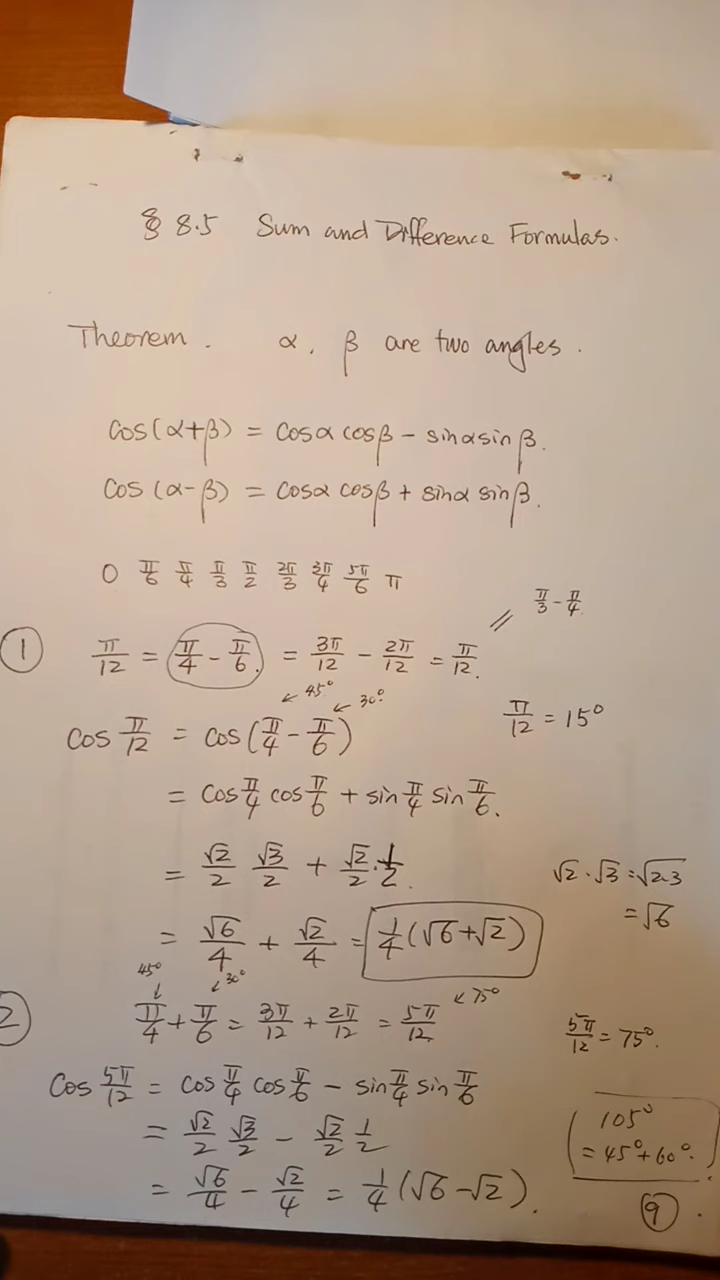 § 8.5 Sum and Difference Formulas.
Theorem. α, β are two angles.
cos(α+β) = cosα cosβ - sinα sinβ.
cos(α-β) = cosα cosβ + sinα sinβ.
0 π/6 π/4 π/3 π/2 2π/3 3π/4 5π/6 π
π/3 - π/4
//
① π/12 = π/4 - π/6. = 3π/12 - 2π/12 = π/12.
↙ 45° ↙ 30°
π/12 = 15°
cos π/12 = cos(π/4 - π/6)
= cos π/4 cos π/6 + sin π/4 sin π/6.
= √2/2 √3/2 + √2/2 · 1/2.
√2 · √3 = √2·3
= √6
= √6/4 + √2/4 = 1/4(√6+√2)
45° ↓ ↙ 30° ↙ 75°
② π/4 + π/6 = 3π/12 + 2π/12 = 5π/12
5π/12 = 75°.
cos 5π/12 = cos π/4 cos π/6 - sin π/4 sin π/6
= √2/2 √3/2 - √2/2 1/2
105°
= 45° + 60°.
= √6/4 - √2/4 = 1/4(√6-√2).
⑨